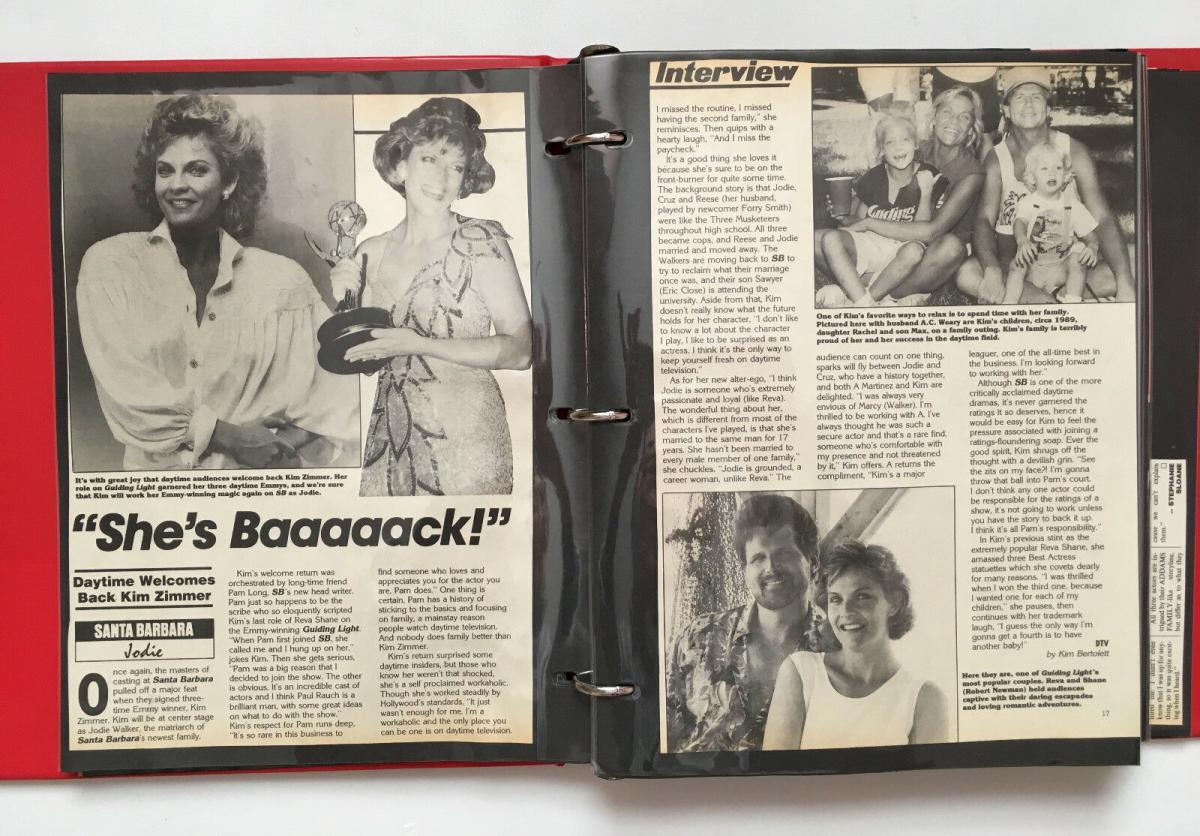 It's with great joy that daytime audiences welcome back Kim Zimmer. Her
role on Guiding Light garnered her three daytime Emmys, and we're sure
that Kim will work her Emmy-winning magic again on SB as Jodie.
"She's Baaaaack!"
Daytime Welcomes
Back Kim Zimmer
SANTA BARBARA
Jodie
Once again, the masters of
casting at Santa Barbara
pulled off a major feat
when they signed three-
time Emmy winner, Kim
Zimmer. Kim will be at center stage
as Jodie Walker, the matriarch of
Santa Barbara's newest family.
Kim's welcome return was
orchestrated by long-time friend
Pam Long, SB's new head writer.
Pam just so happens to be the
scribe who so eloquently scripted
Kim's last role of Reva Shane on
the Emmy-winning Guiding Light.
"When Pam first joined SB, she
called me and I hung up on her,"
jokes Kim. Then she gets serious,
"Pam was a big reason that I
decided to join the show. The other
is obvious. It's an incredible cast of
actors and I think Paul Rauch is a
brilliant man, with some great ideas
on what to do with the show."
Kim's respect for Pam runs deep,
"It's so rare in this business to
find someone who loves and
appreciates you for the actor you
are. Pam does." One thing is
certain, Pam has a history of
sticking to the basics and focusing
on family, a mainstay reason
people watch daytime television.
And nobody does family better than
Kim Zimmer.
Kim's return surprised some
daytime insiders, but those who
know her weren't that shocked,
she's a self proclaimed workaholic.
Though she's worked steadily by
Hollywood's standards, "It just
wasn't enough for me. I'm a
workaholic and the only place you
can be one is on daytime television.
Interview
I missed the routine, I missed
having the second family," she
reminisces. Then quips with a
hearty laugh, "And I miss the
paycheck."
It's a good thing she loves it
because she's sure to be on the
front-burner for quite some time.
The background story is that Jodie,
Cruz and Reese (her husband,
played by newcomer Forry Smith)
were like the Three Musketeers
throughout high school. All three
became cops, and Reese and Jodie
married and moved away. The
Walkers are moving back to SB to
try to reclaim what their marriage
once was, and their son Sawyer
(Eric Close) is attending the
university. Aside from that, Kim
doesn't really know what the future
holds for her character, "I don't like
to know a lot about the character
I play, I like to be surprised as an
actress. I think it's the only way to
keep yourself fresh on daytime
television."
As for her new alter-ego, "I think
Jodie is someone who's extremely
passionate and loyal (like Reva).
The wonderful thing about her,
which is different from most of the
characters I've played, is that she's
married to the same man for 17
years. She hasn't been married to
every male member of one family,"
she chuckles. "Jodie is grounded, a
career woman, unlike Reva." The
One of Kim's favorite ways to relax is to spend time with her family.
Pictured here with husband A.C. Weary are Kim's children, circa 1989,
daughter Rachel and son Max, on a family outing. Kim's family is terribly
proud of her and her success in the daytime field.
audience can count on one thing,
sparks will fly between Jodie and
Cruz, who have a history together,
and both A Martinez and Kim are
delighted. "I was always very
envious of Marcy (Walker). I'm
thrilled to be working with A. I've
always thought he was such a
secure actor and that's a rare find,
someone who's comfortable with
my presence and not threatened
by it," Kim offers. A returns the
compliment, "Kim's a major
leaguer, one of the all-time best in
the business. I'm looking forward
to working with her."
Although SB is one of the more
critically acclaimed daytime
dramas, it's never garnered the
ratings it so deserves, hence it
would be easy for Kim to feel the
pressure associated with joining a
ratings-floundering soap. Ever the
good spirit, Kim shrugs off the
thought with a devilish grin. "See
the zits on my face?! I'm gonna
throw that ball into Pam's court.
I don't think any one actor could
be responsible for the ratings of a
show, it's not going to work unless
you have the story to back it up.
I think it's all Pam's responsibility."
In Kim's previous stint as the
extremely popular Reva Shane, she
amassed three Best Actress
statuettes which she covets dearly
for many reasons. "I was thrilled
when I won the third one, because
I wanted one for each of my
children," she pauses, then
continues with her trademark
laugh, "I guess the only way I'm
gonna get a fourth is to have
another baby!" DTV
by Kim Bertolett
Here they are, one of Guiding Light's
most popular couples. Reva and Shane
(Robert Newman) held audiences
captive with their daring escapades
and loving romantic adventures.
17
cause we can't explain
them."
— STEPHANIE
SLOANE
All three actors are in-
trigued by their ADDAMS
FAMILY-like storyline,
but differ as to what they
know that I was up for any-
thing, so it was quite excit-
ing when I heard."